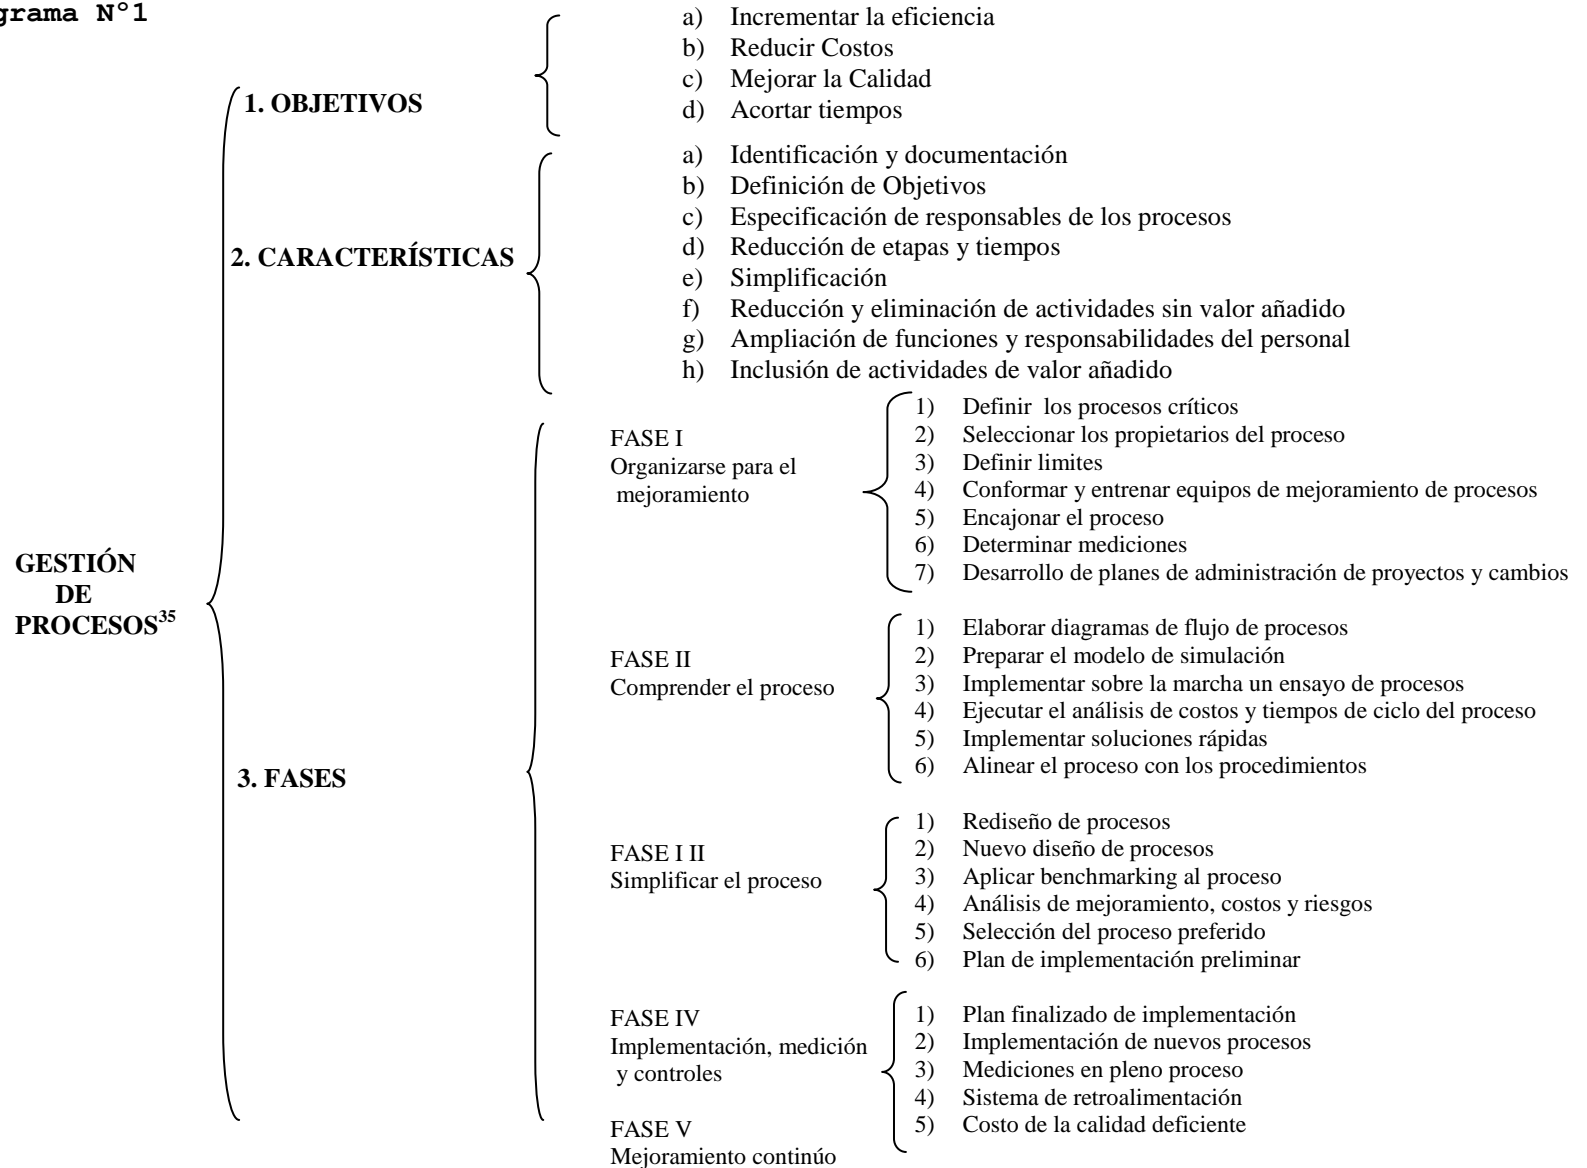 grama N°1
GESTIÓN
DE
PROCESOS35
1. OBJETIVOS
a) Incrementar la eficiencia
b) Reducir Costos
c) Mejorar la Calidad
d) Acortar tiempos
2. CARACTERÍSTICAS
a) Identificación y documentación
b) Definición de Objetivos
c) Especificación de responsables de los procesos
d) Reducción de etapas y tiempos
e) Simplificación
f) Reducción y eliminación de actividades sin valor añadido
g) Ampliación de funciones y responsabilidades del personal
h) Inclusión de actividades de valor añadido
3. FASES
FASE I
Organizarse para el
mejoramiento
1) Definir los procesos críticos
2) Seleccionar los propietarios del proceso
3) Definir limites
4) Conformar y entrenar equipos de mejoramiento de procesos
5) Encajonar el proceso
6) Determinar mediciones
7) Desarrollo de planes de administración de proyectos y cambios
FASE II
Comprender el proceso
1) Elaborar diagramas de flujo de procesos
2) Preparar el modelo de simulación
3) Implementar sobre la marcha un ensayo de procesos
4) Ejecutar el análisis de costos y tiempos de ciclo del proceso
5) Implementar soluciones rápidas
6) Alinear el proceso con los procedimientos
FASE I II
Simplificar el proceso
1) Rediseño de procesos
2) Nuevo diseño de procesos
3) Aplicar benchmarking al proceso
4) Análisis de mejoramiento, costos y riesgos
5) Selección del proceso preferido
6) Plan de implementación preliminar
FASE IV
Implementación, medición
y controles
1) Plan finalizado de implementación
2) Implementación de nuevos procesos
3) Mediciones en pleno proceso
4) Sistema de retroalimentación
5) Costo de la calidad deficiente
FASE V
Mejoramiento continúo